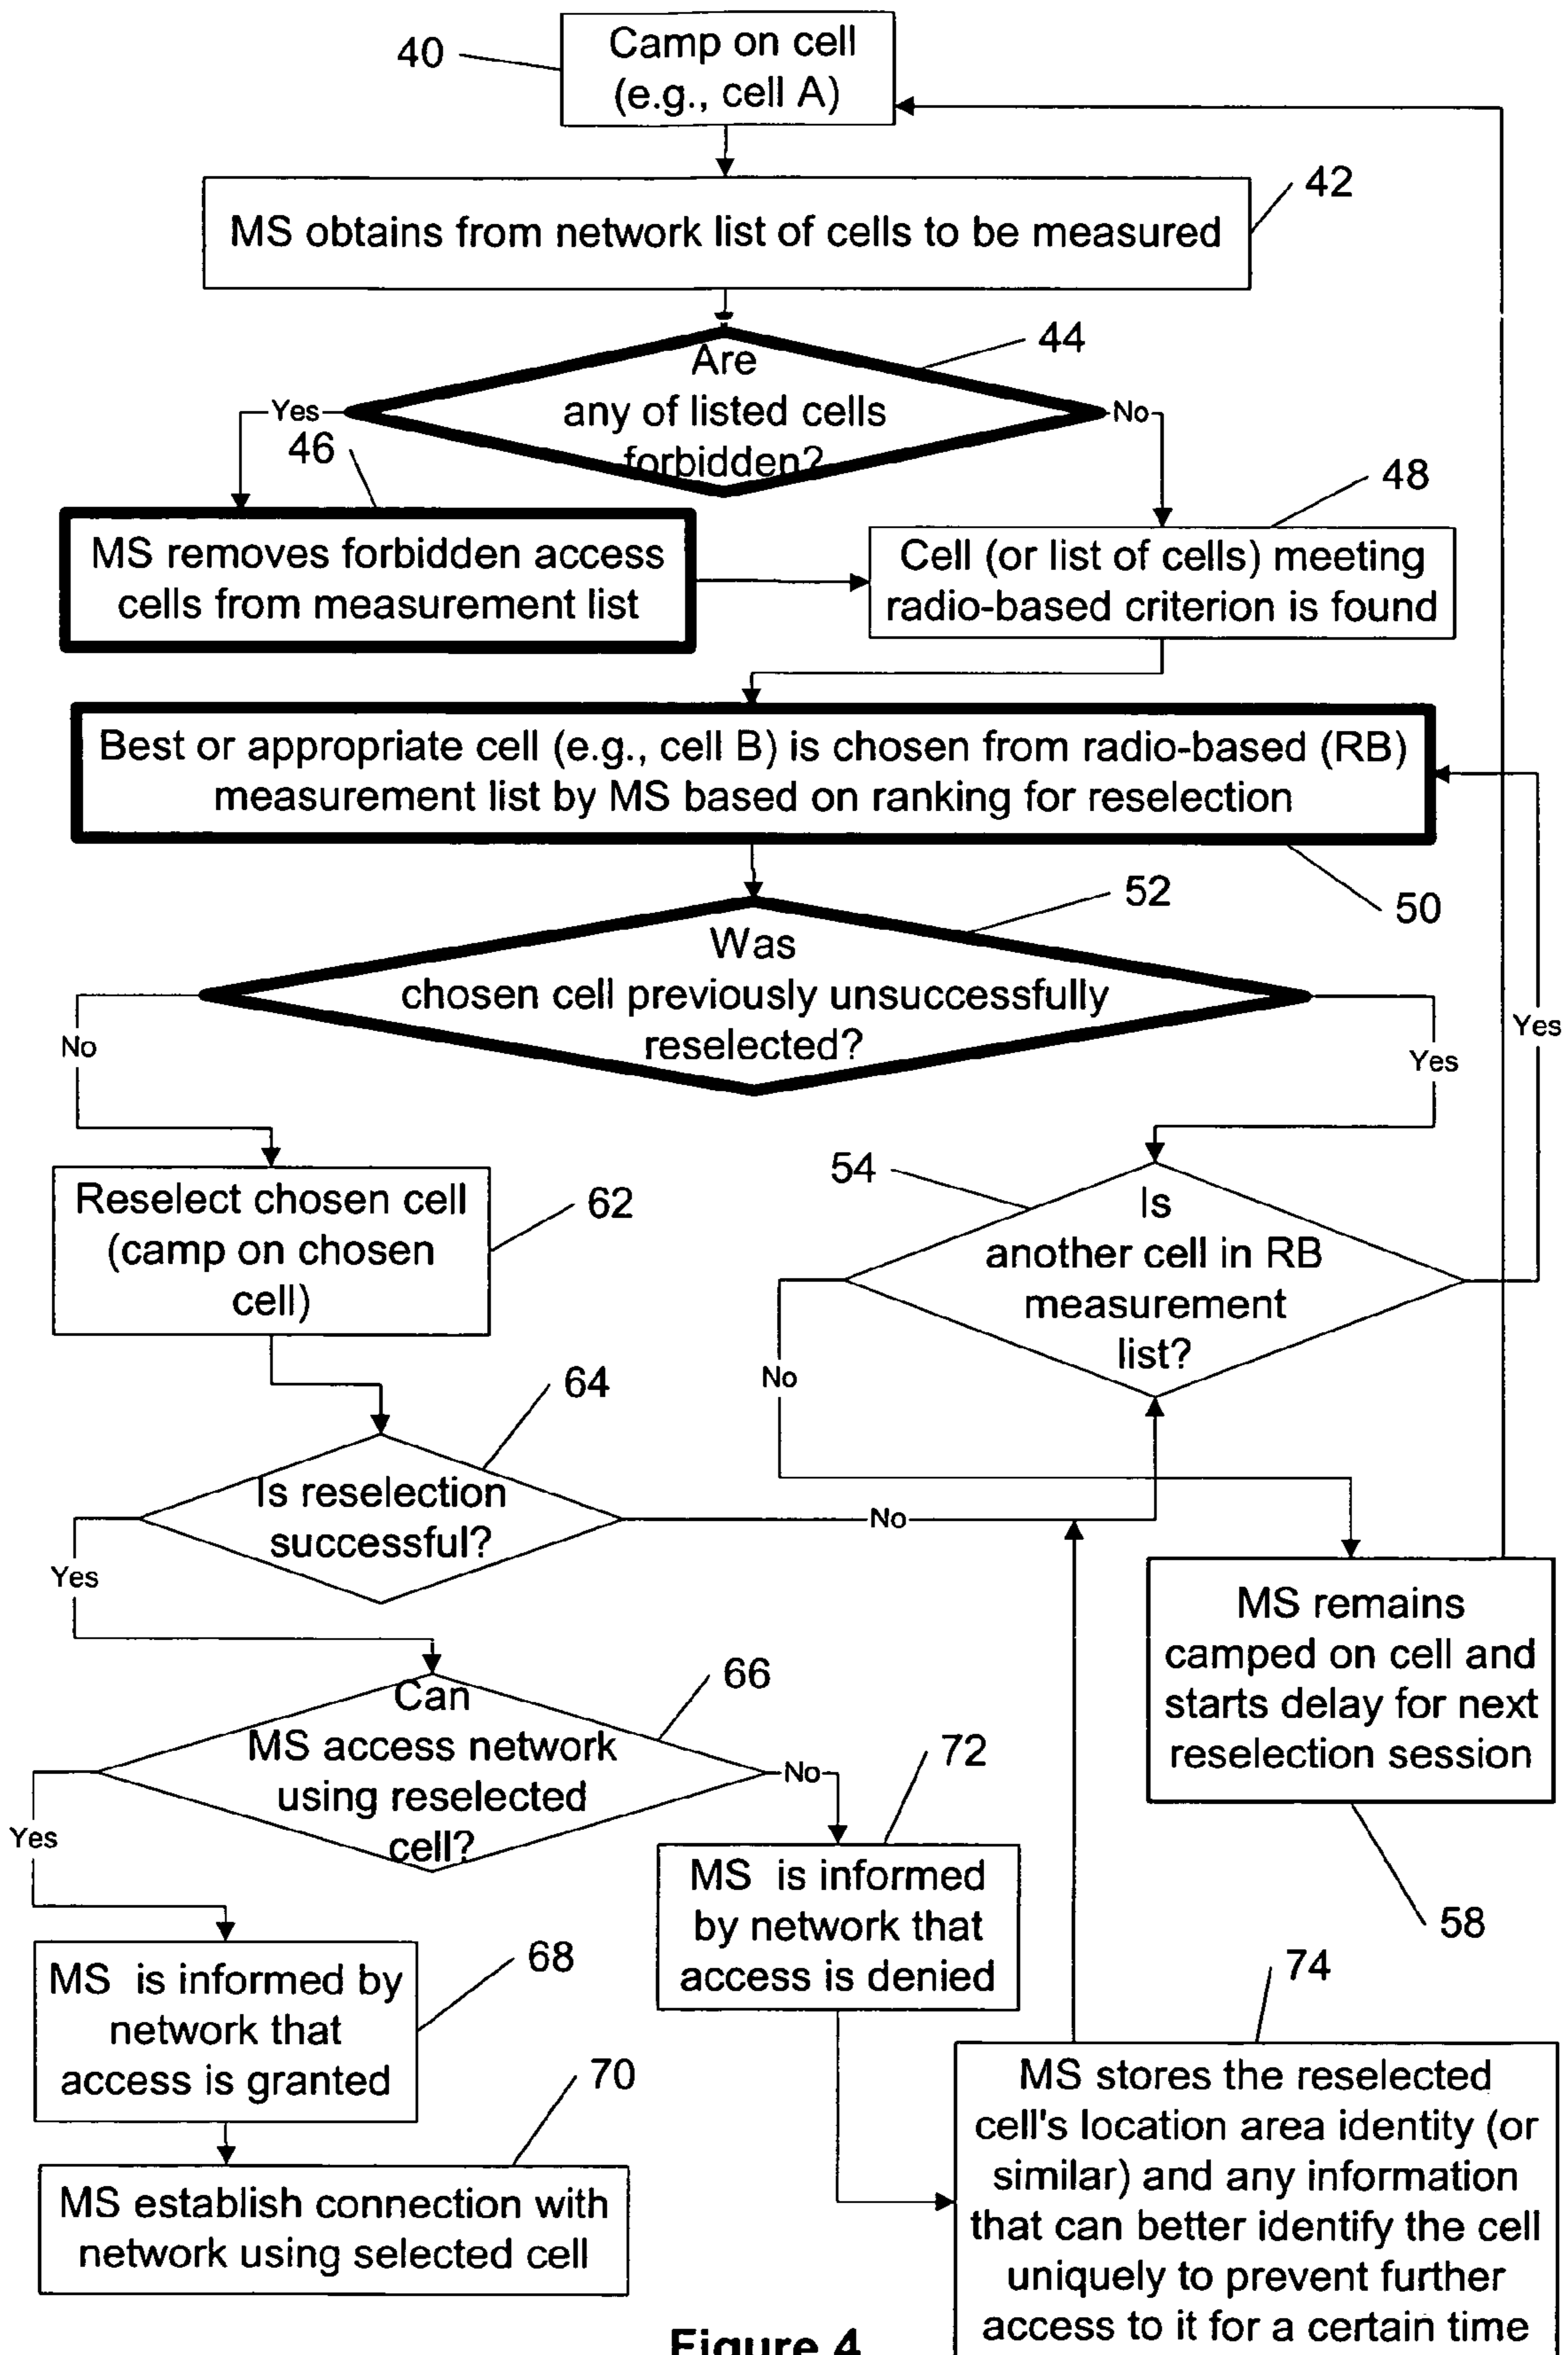 40
Camp on cell
(e.g., cell A)
42
MS obtains from network list of cells to be measured
44
Are
any of listed cells
forbidden?
Yes
No
46
48
MS removes forbidden access
cells from measurement list
Cell (or list of cells) meeting
radio-based criterion is found
Best or appropriate cell (e.g., cell B) is chosen from radio-based (RB)
measurement list by MS based on ranking for reselection
50
52
Was
chosen cell previously unsuccessfully
reselected?
No
Yes
Yes
54
Is
another cell in RB
measurement
list?
No
Reselect chosen cell
(camp on chosen
cell)
62
64
Is reselection
successful?
No
Yes
MS remains
camped on cell and
starts delay for next
reselection session
58
66
Can
MS access network
using reselected
cell?
No
Yes
72
MS is informed
by network that
access is denied
68
MS is informed by
network that
access is granted
74
MS stores the reselected
cell's location area identity (or
similar) and any information
that can better identify the cell
uniquely to prevent further
access to it for a certain time
70
MS establish connection with
network using selected cell
Figure 4